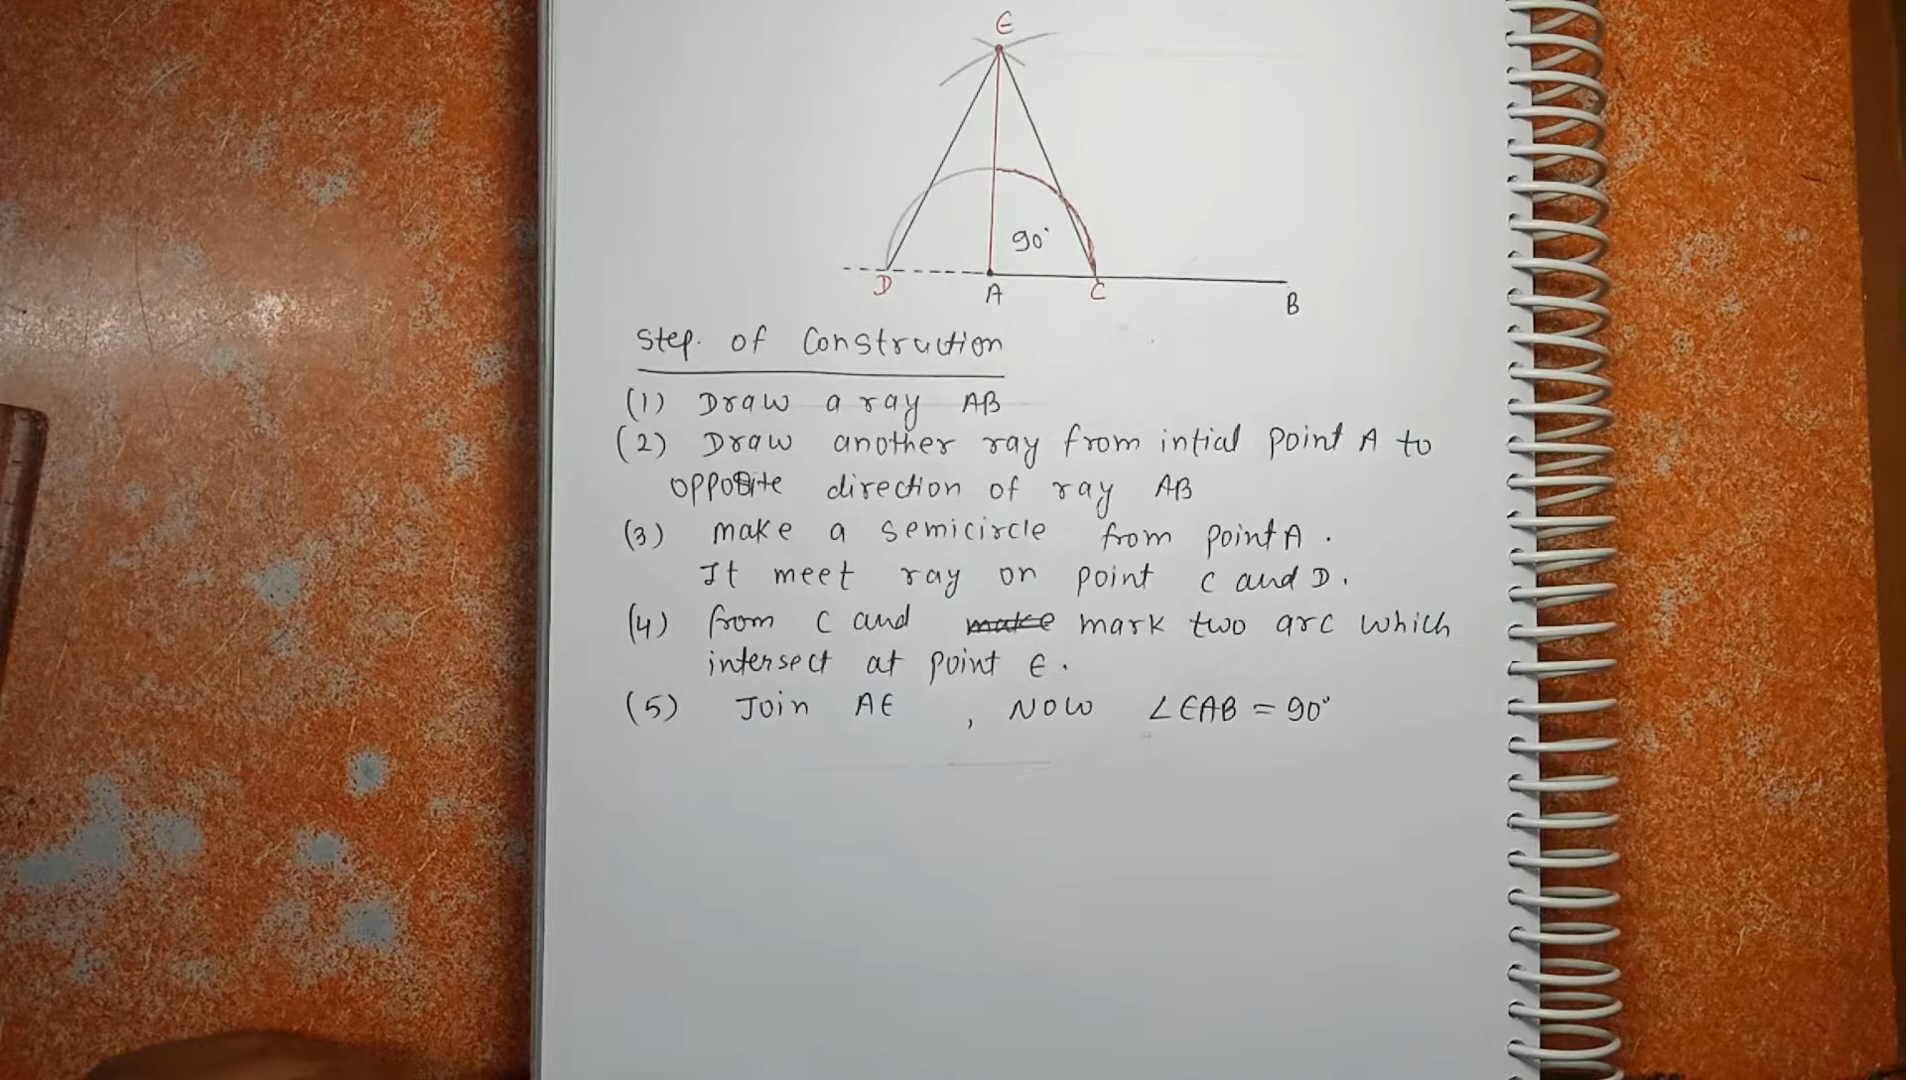 E
90°
D
A
C
B
Step. of Construction
(1) Draw a ray AB
(2) Draw another ray from intial point A to
opposite direction of ray AB
(3) make a semicircle from point A.
It meet ray on point C and D.
(4) from C and make mark two arc which
intersect at point E.
(5) Join AE , NOW ∠EAB = 90°